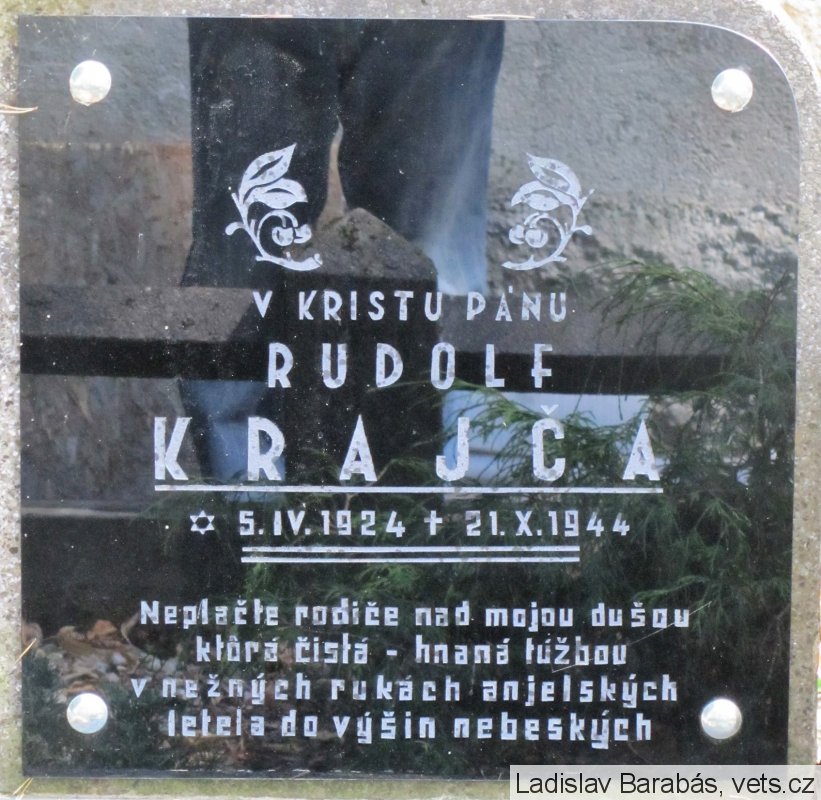 V KRISTU PÁNU
RUDOLF
KRAJČA
✡ 5.IV.1924 ✝ 21.X.1944
Neplačte rodiče nad mojou dušou
ktôrá čistá - hnaná túžbou
v nežných rukách anjelských
letela do výšin nebeských
Ladislav Barabás, vets.cz